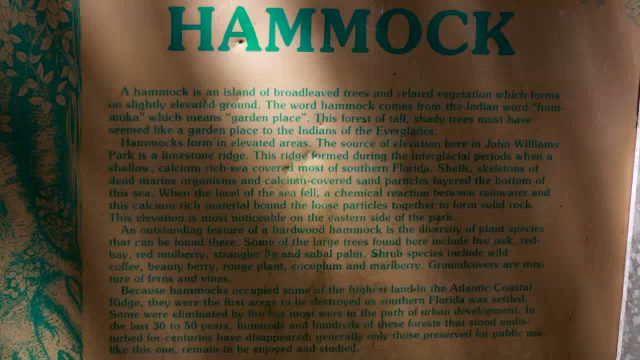 HAMMOCK
A hammock is an island of broadleaved trees and related vegetation which forms
on slightly elevated ground. The word hammock comes from the Indian word "hom-
moka" which means "garden place". This forest of tall, shady trees must have
seemed like a garden place to the Indians of the Everglades.
Hammocks form in elevated areas. The source of elevation here in John Williams
Park is a limestone ridge. This ridge formed during the interglacial periods when a
shallow, calcium rich sea covered most of southern Florida. Shells, skeletons of
dead marine organisms and calcium-covered sand particles layered the bottom of
this sea. When the level of the sea fell, a chemical reaction between rainwater and
this calcium rich material bound the loose particles together to form solid rock.
This elevation is most noticeable on the eastern side of the park.
An outstanding feature of a hardwood hammock is the diversity of plant species
that can be found there. Some of the large trees found here include live oak, red-
bay, red mulberry, strangler fig and sabal palm. Shrub species include wild
coffee, beauty berry, rouge plant, cocoplum and marlberry. Groundcovers are mix-
ture of ferns and vines.
Because hammocks occupied some of the highest land in the Atlantic Coastal
Ridge, they were the first areas to be destroyed as southern Florida was settled.
Some were eliminated by fire but most were in the path of urban development. In
the last 30 to 50 years, hundreds and hundreds of these forests that stood undis-
turbed for centuries have disappeared; generally only those preserved for public use,
like this one, remain to be enjoyed and studied.